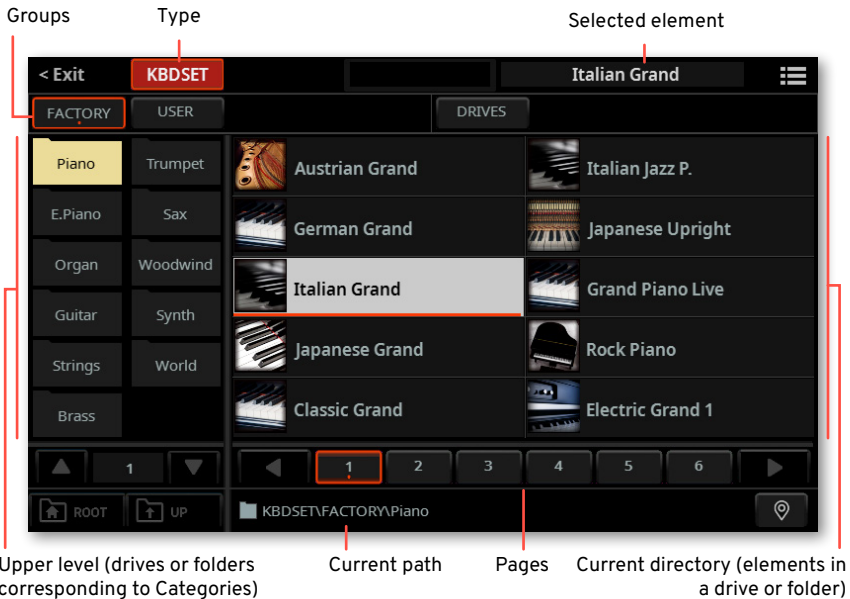 Groups
Type
Selected element
< Exit
KBDSET
Italian Grand
FACTORY
USER
DRIVES
Piano
Trumpet
Austrian Grand
Italian Jazz P.
E.Piano
Sax
German Grand
Japanese Upright
Organ
Woodwind
Italian Grand
Grand Piano Live
Guitar
Synth
Japanese Grand
Rock Piano
Strings
World
Classic Grand
Electric Grand 1
Brass
1
1
2
3
4
5
6
ROOT
UP
KBDSET\FACTORY\Piano
Upper level (drives or folders
corresponding to Categories)
Current path
Pages
Current directory (elements in
a drive or folder)